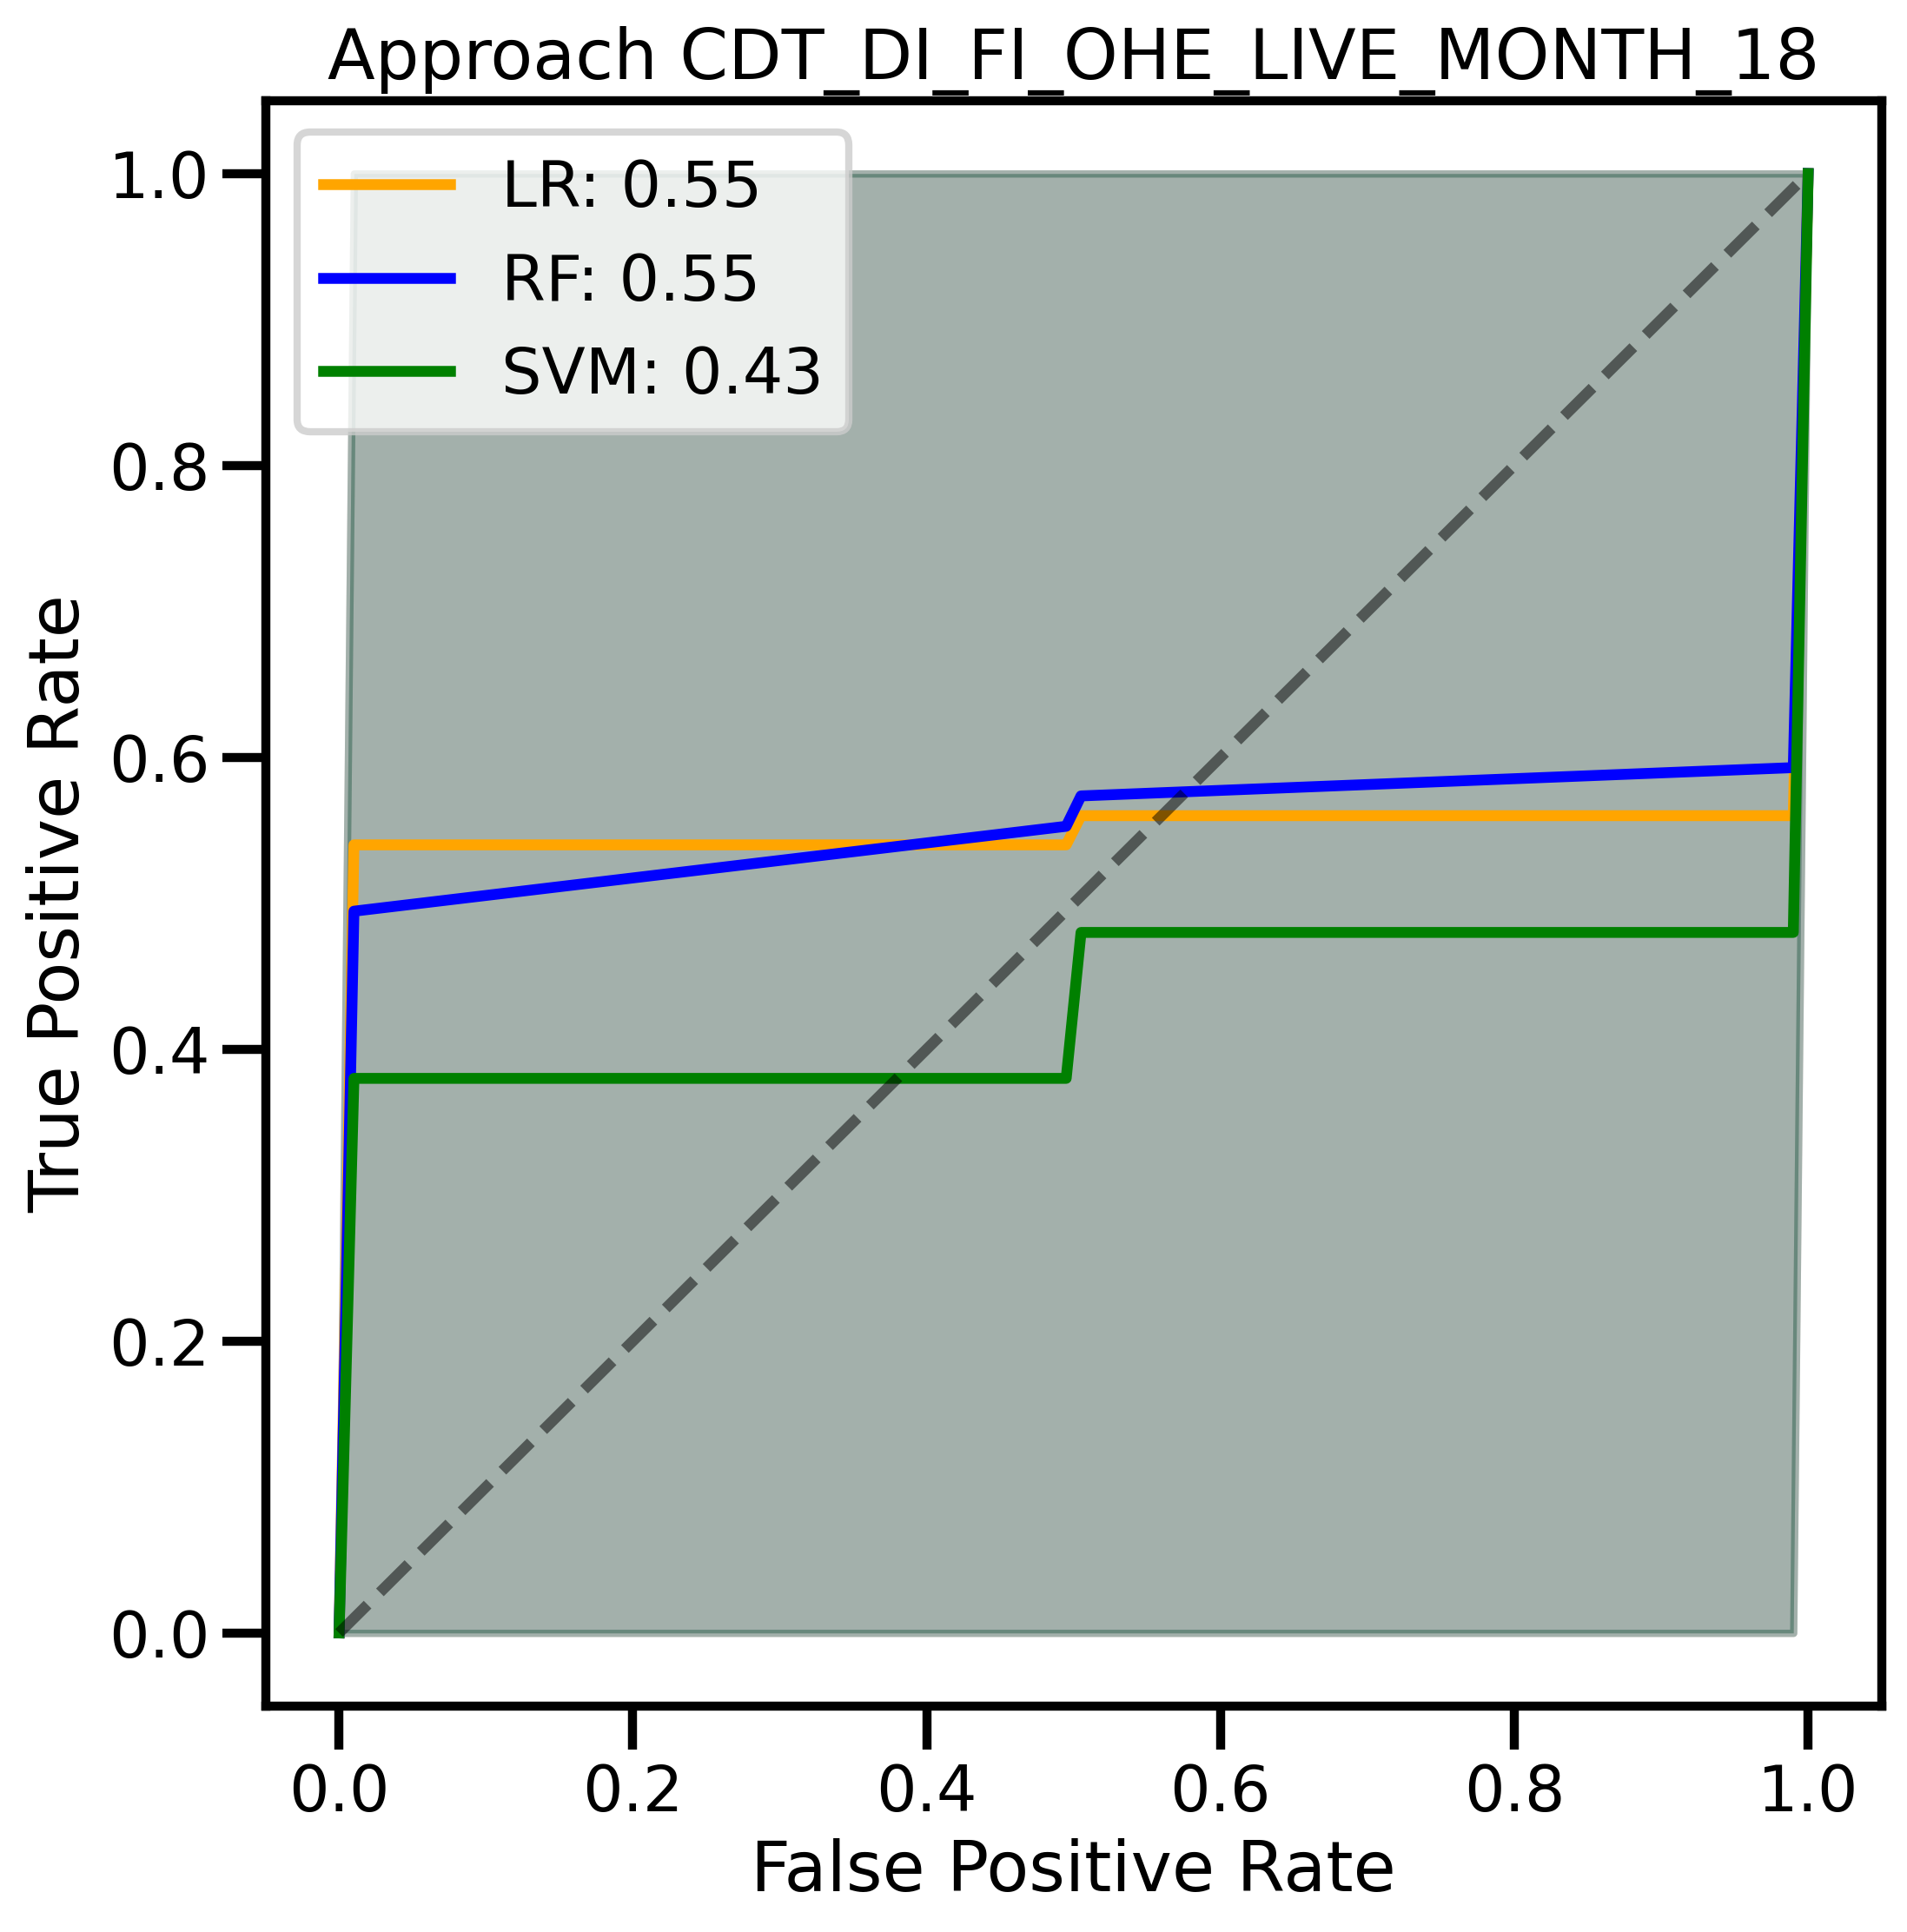 Approach CDT_DI_FI_OHE_LIVE_MONTH_18
LR: 0.55
RF: 0.55
SVM: 0.43
True Positive Rate
1.0
0.8
0.6
0.4
0.2
0.0
0.0 0.2 0.4 0.6 0.8 1.0
False Positive Rate